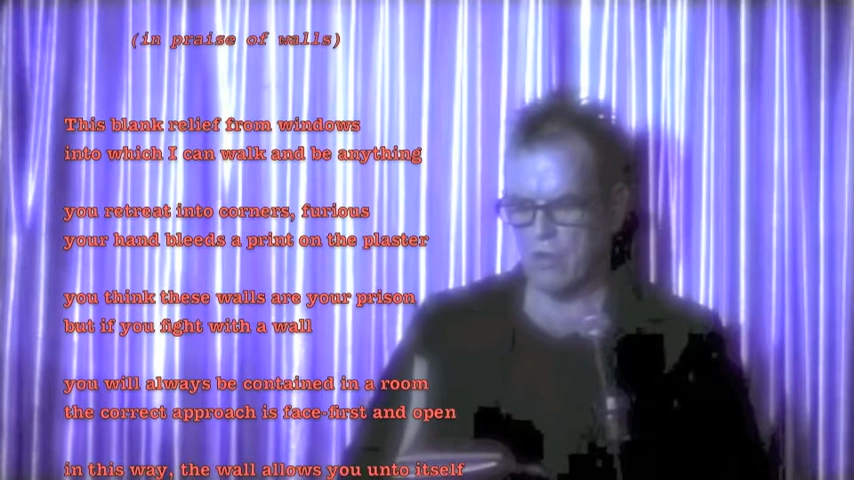 (in praise of walls)
This blank relief from windows
into which I can walk and be anything
you retreat into corners, furious
your hand bleeds a print on the plaster
you think these walls are your prison
but if you fight with a wall
you will always be contained in a room
the correct approach is face-first and open
in this way, the wall allows you unto itself